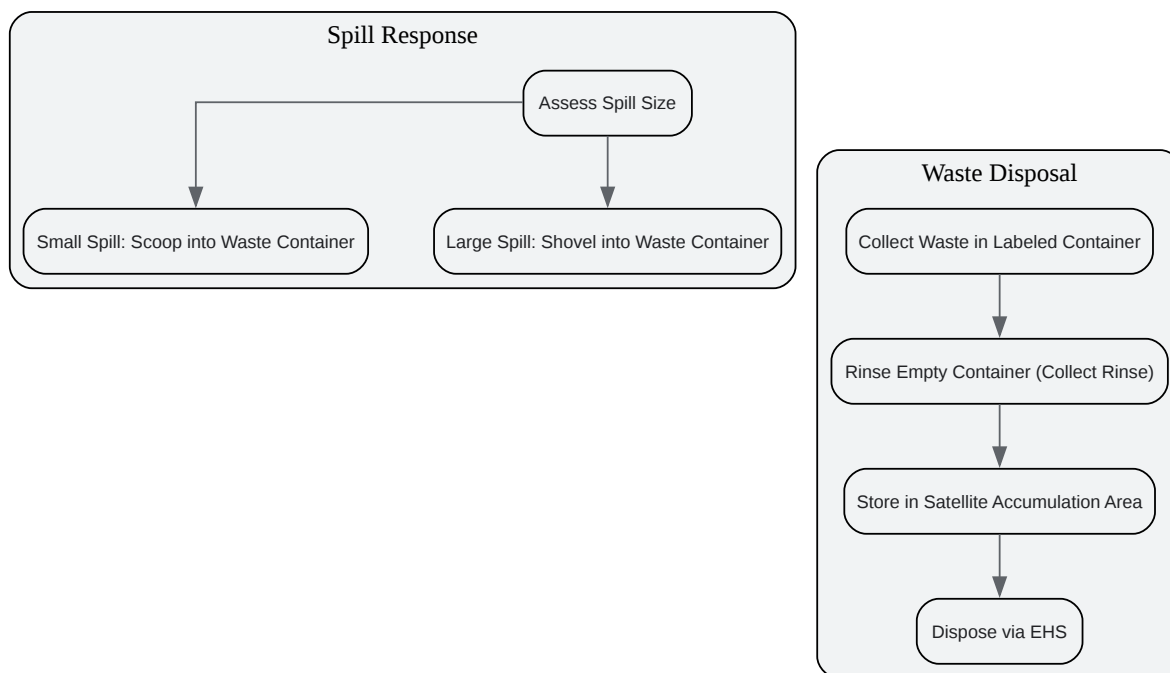 Spill Response
Assess Spill Size
Small Spill: Scoop into Waste Container
Large Spill: Shovel into Waste Container
Waste Disposal
Collect Waste in Labeled Container
Rinse Empty Container (Collect Rinse)
Store in Satellite Accumulation Area
Dispose via EHS